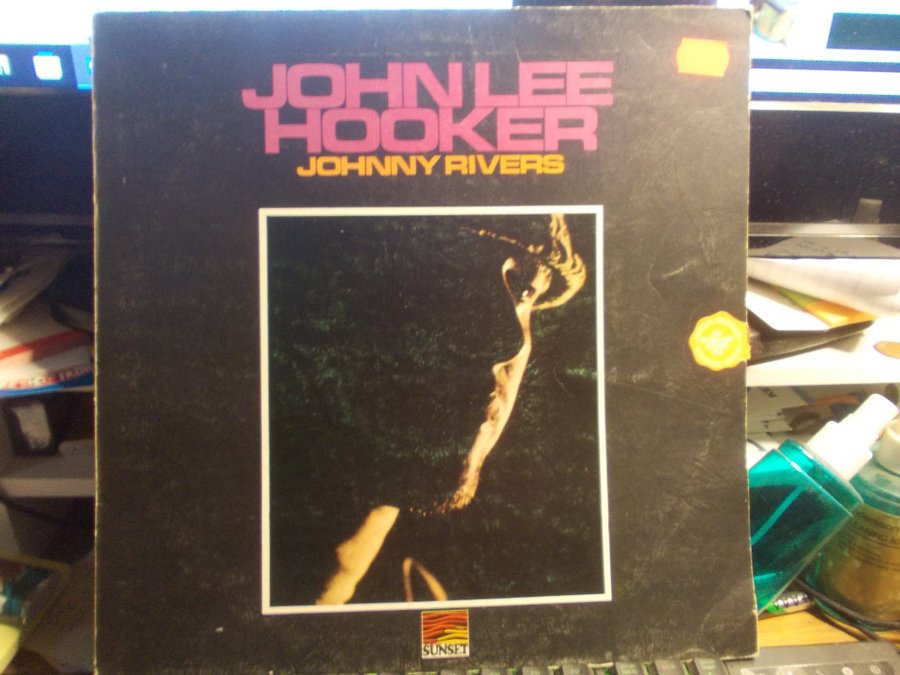 JOHN LEE
HOOKER
JOHNNY RIVERS
SUNSET